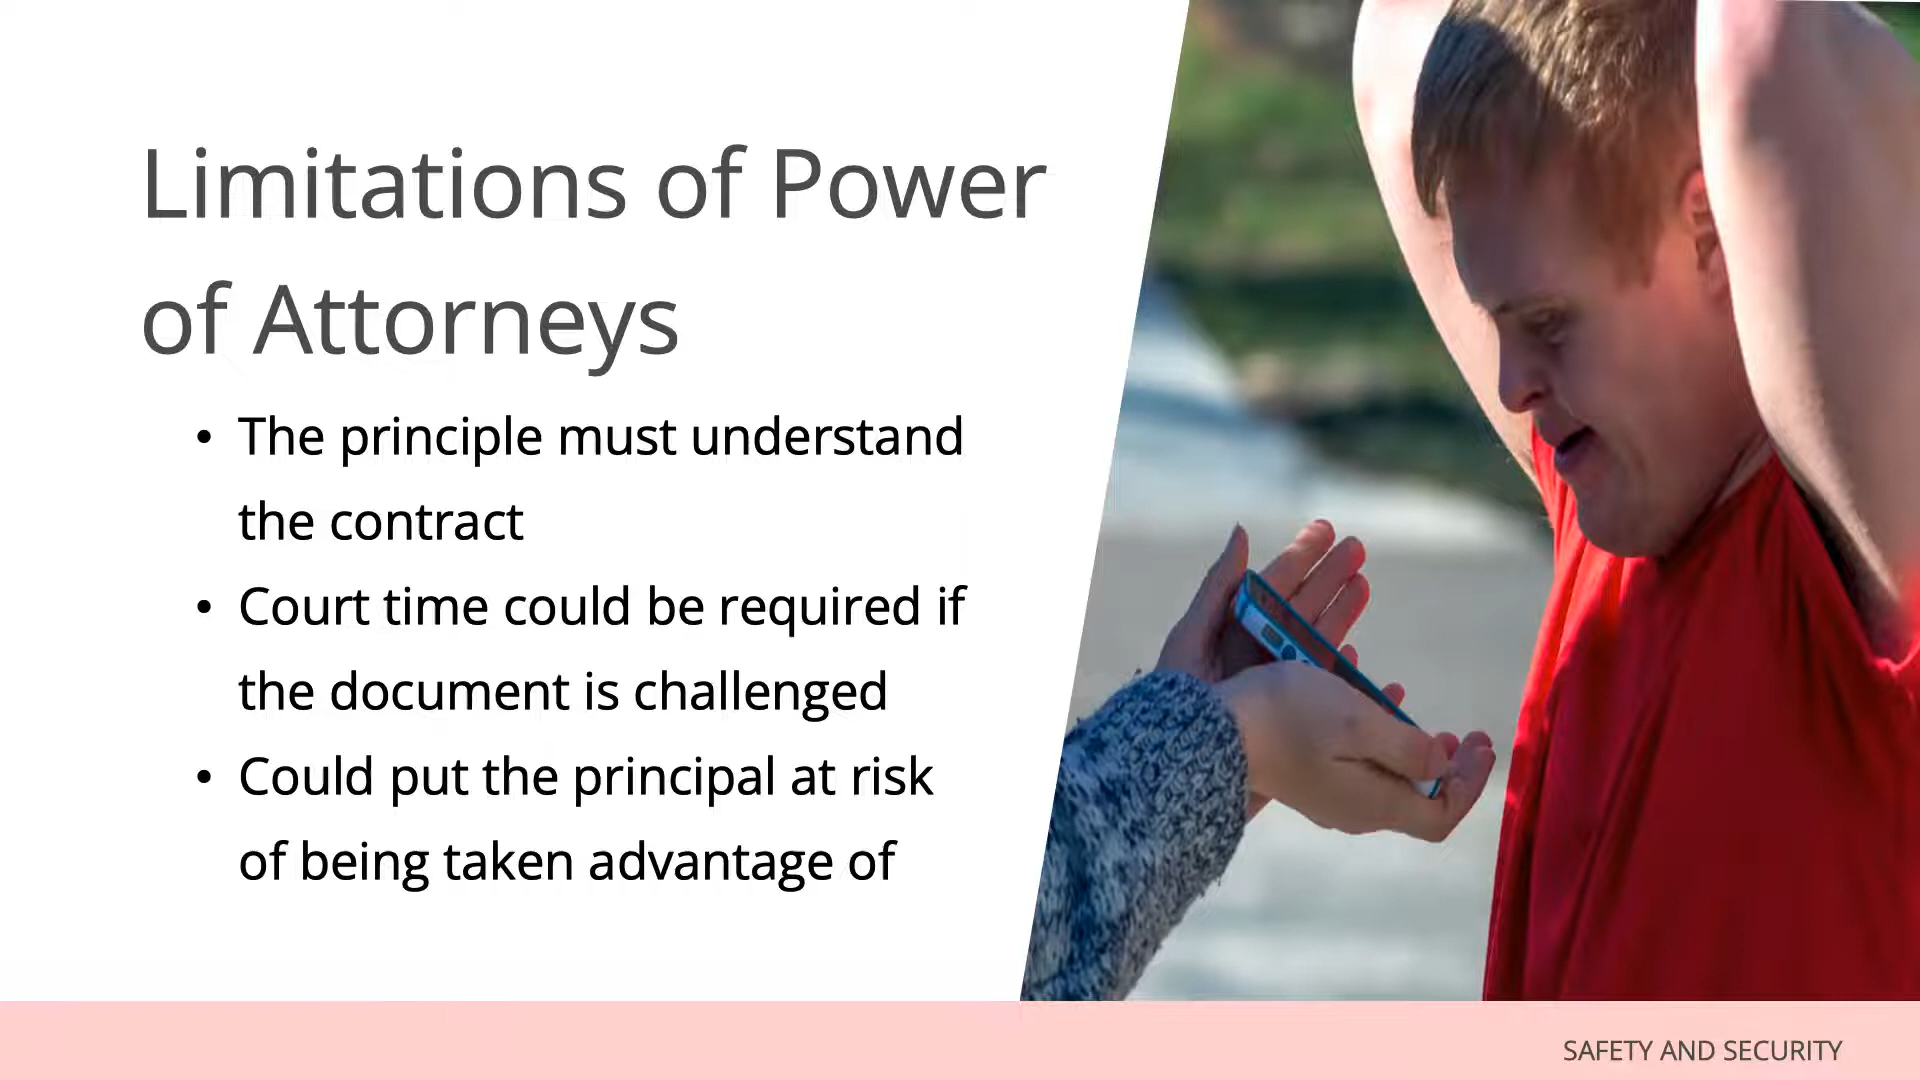 Limitations of Power
of Attorneys
• The principle must understand
the contract
• Court time could be required if
the document is challenged
• Could put the principal at risk
of being taken advantage of
SAFETY AND SECURITY